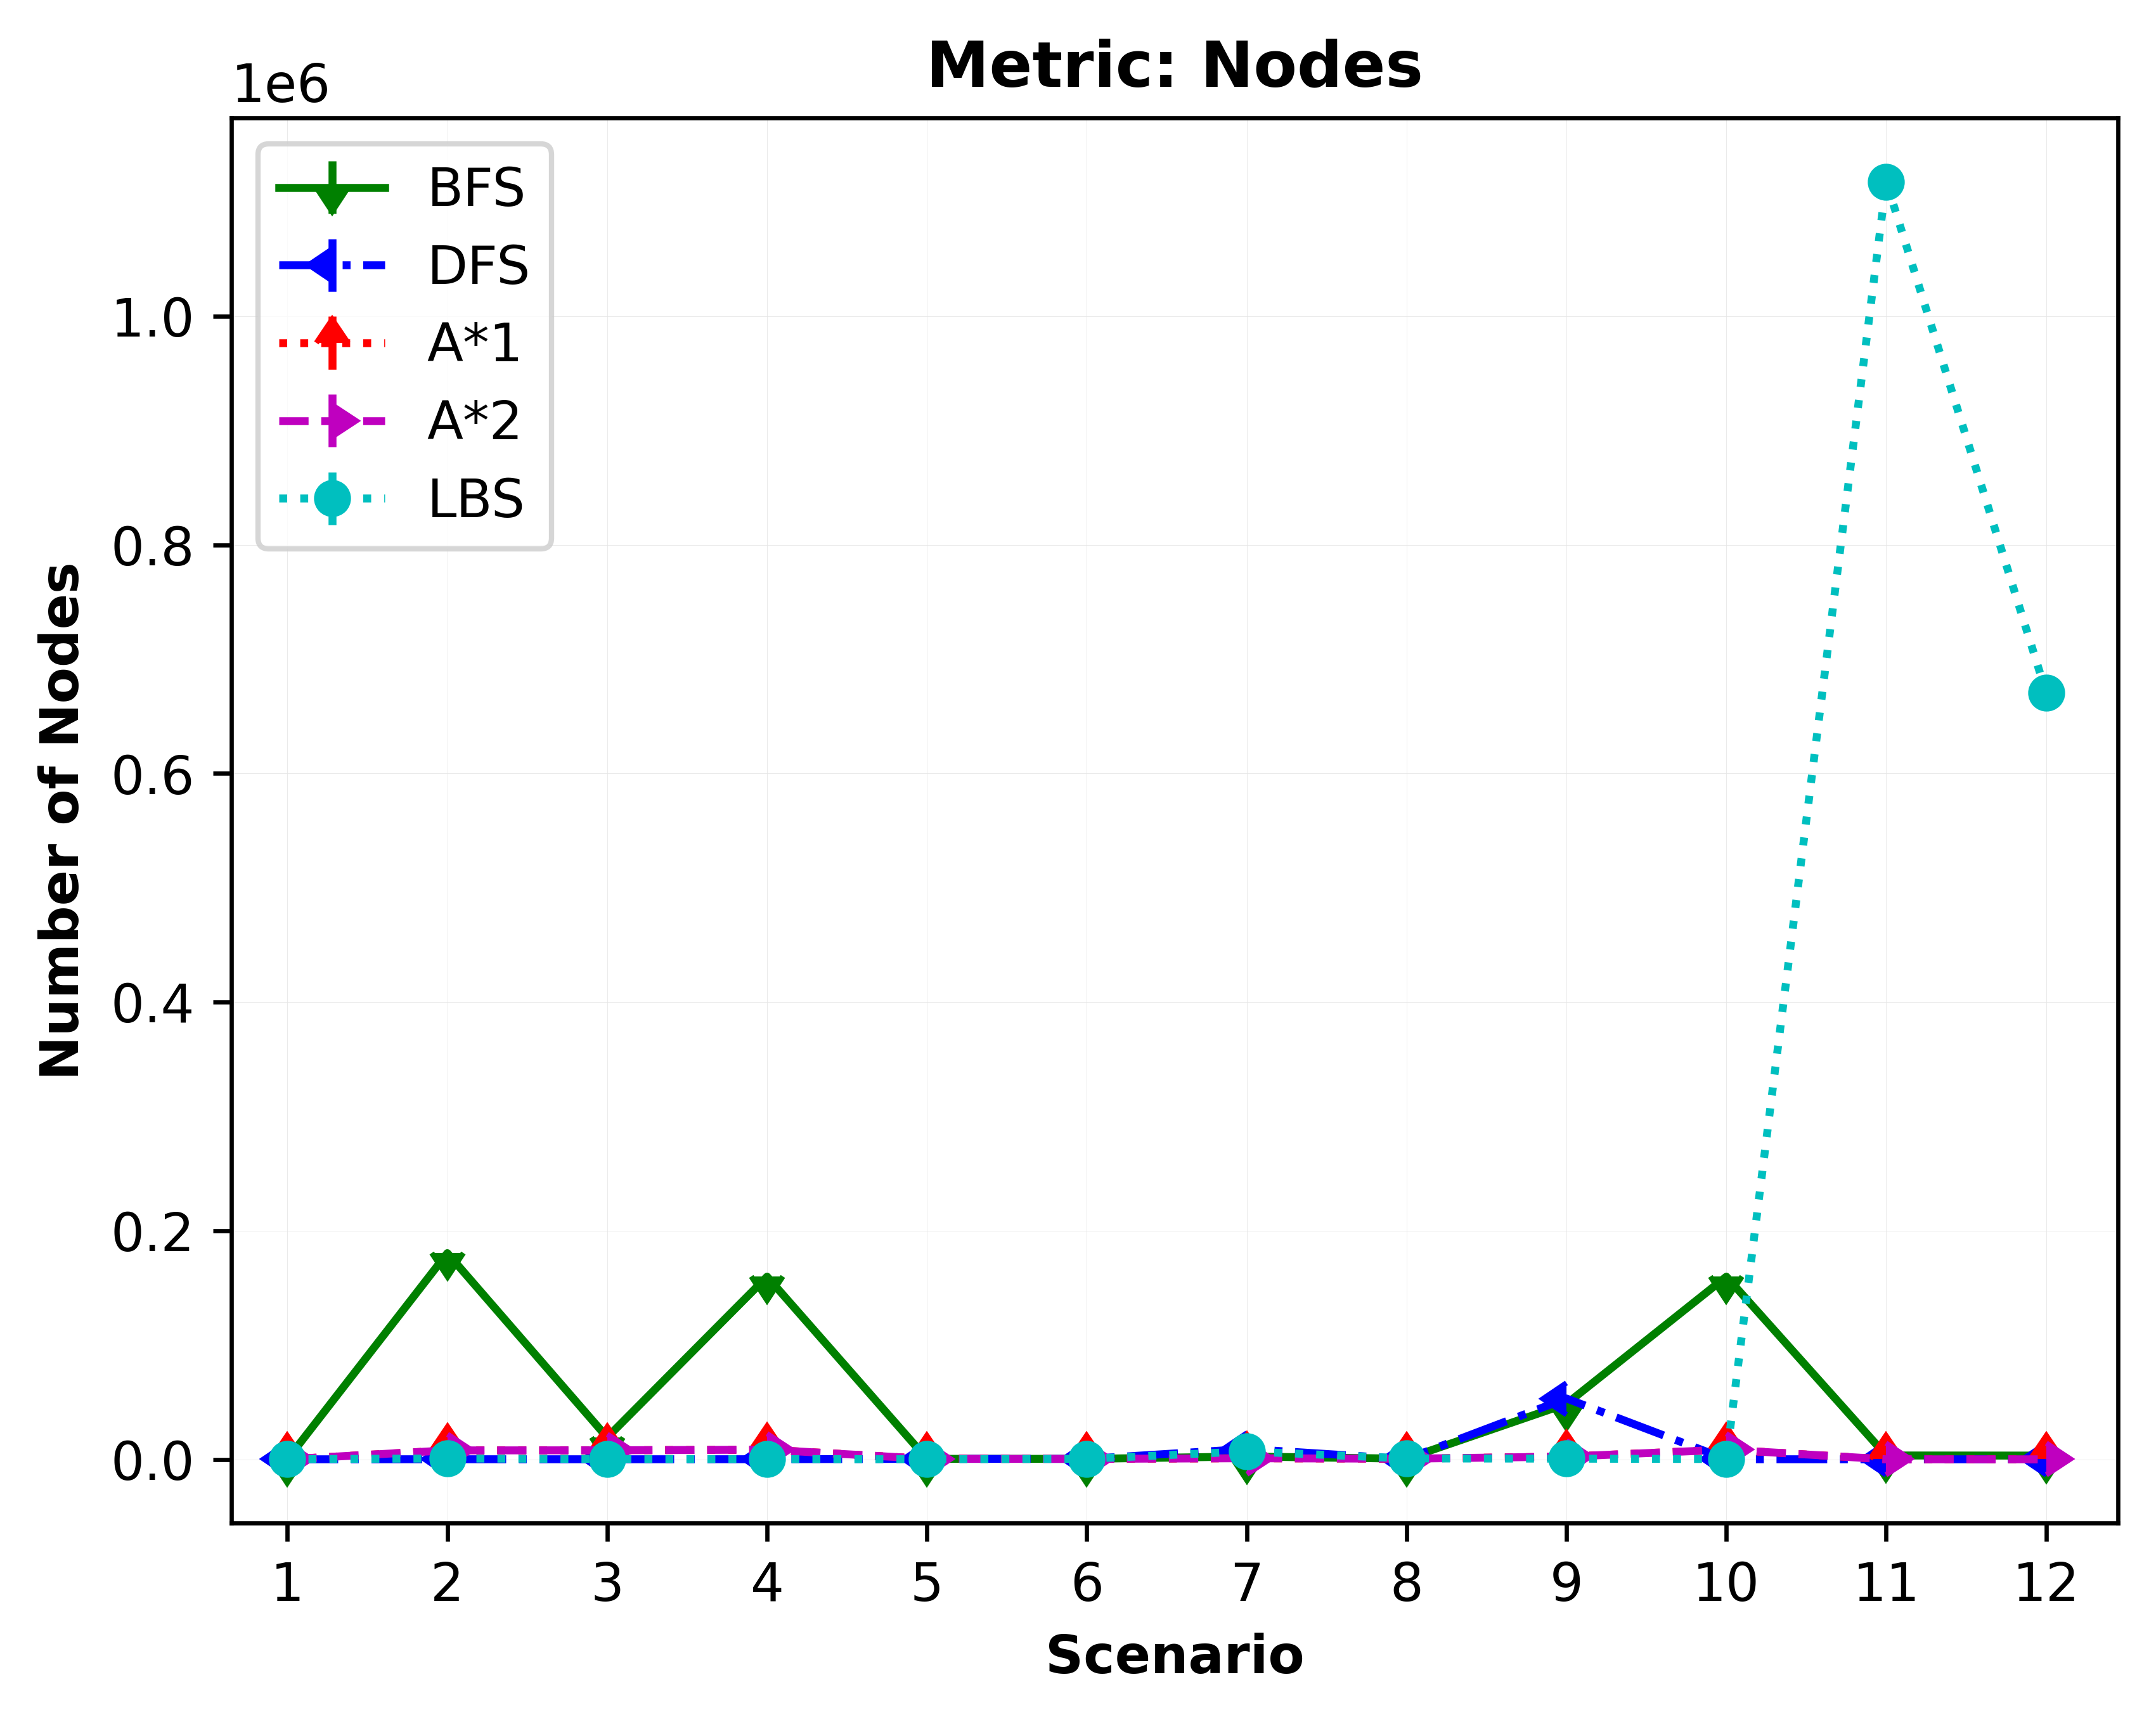 Metric: Nodes
1e6
BFS
DFS
A*1
A*2
LBS
1.0
0.8
0.6
0.4
0.2
0.0
Number of Nodes
1 2 3 4 5 6 7 8 9 10 11 12
Scenario